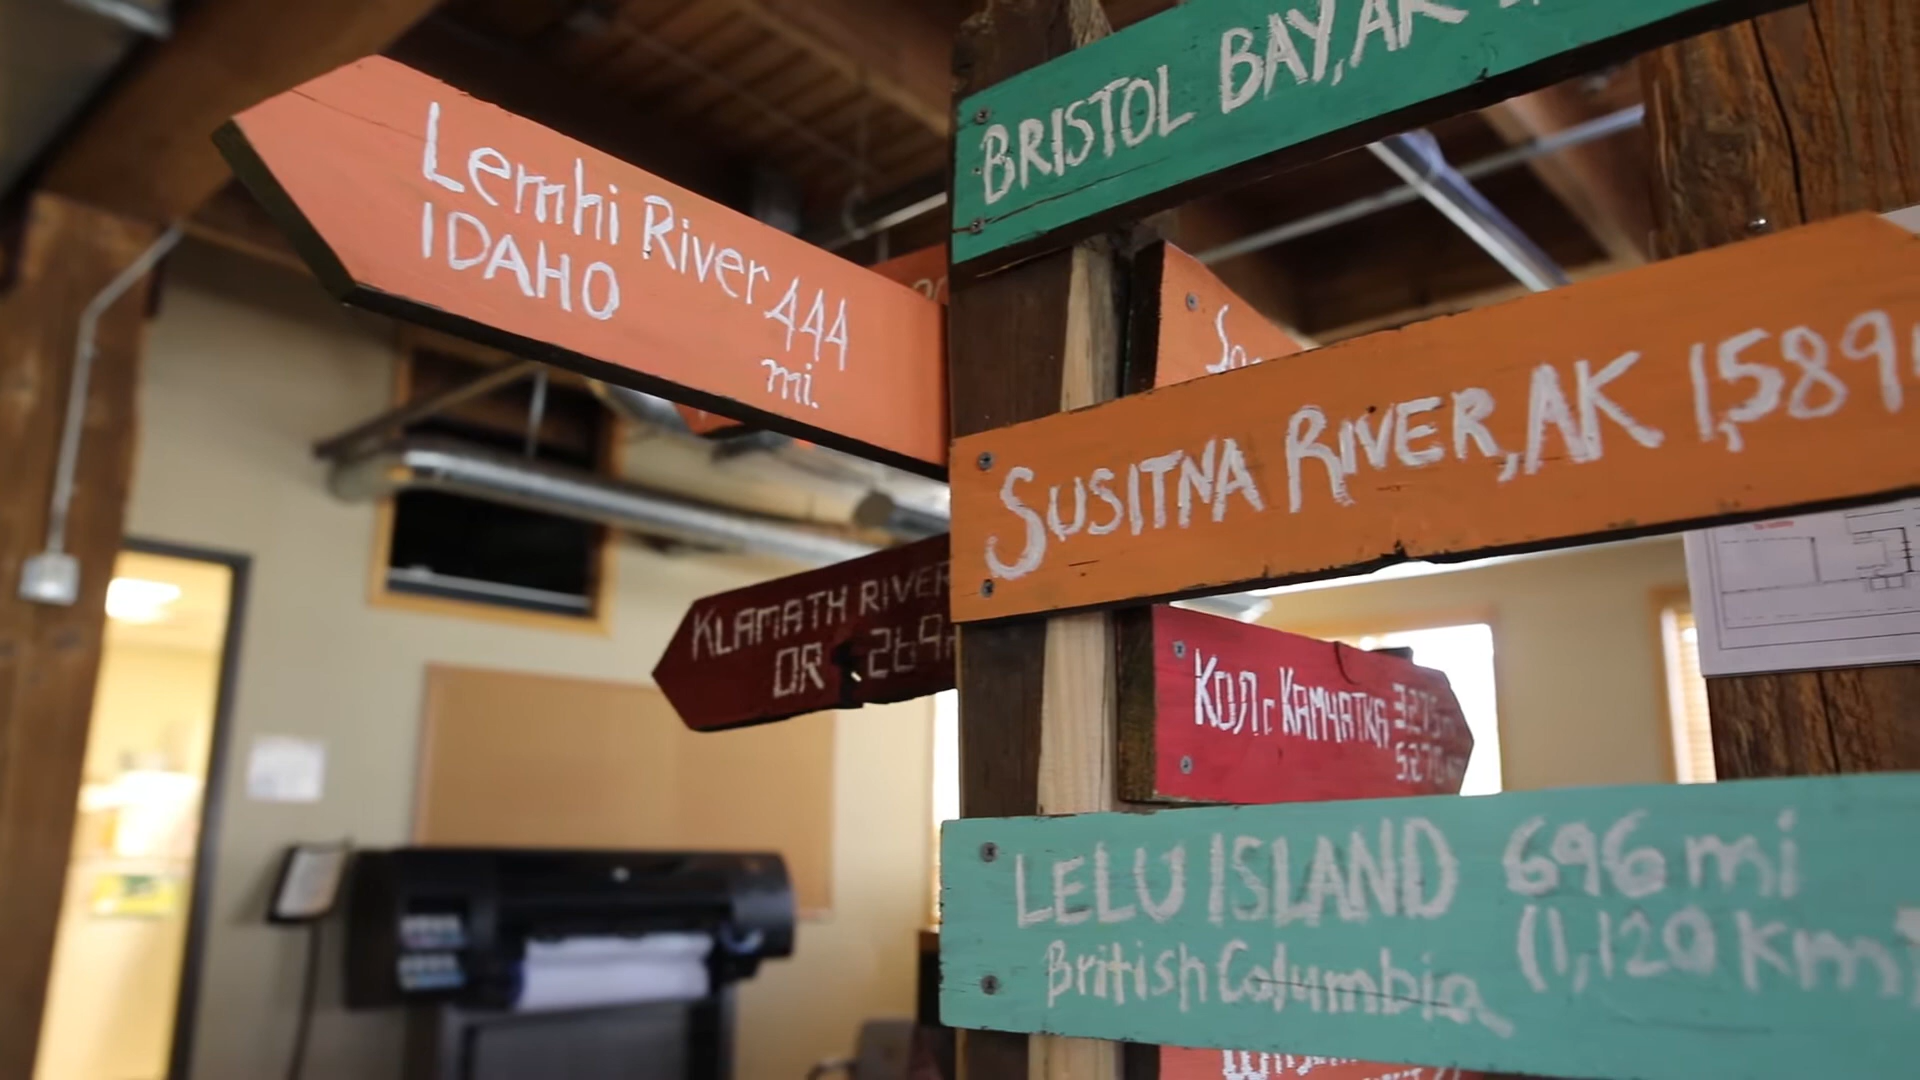 BRISTOL BAY, AK
Lemhi River 444
mi.
IDAHO
SUSITNA RIVER, AK 1,589
KLAMATH RIVER
OR 269
КОЛ КАМЧАТКА
LELU ISLAND 696 mi
British Columbia (1,120 Km)